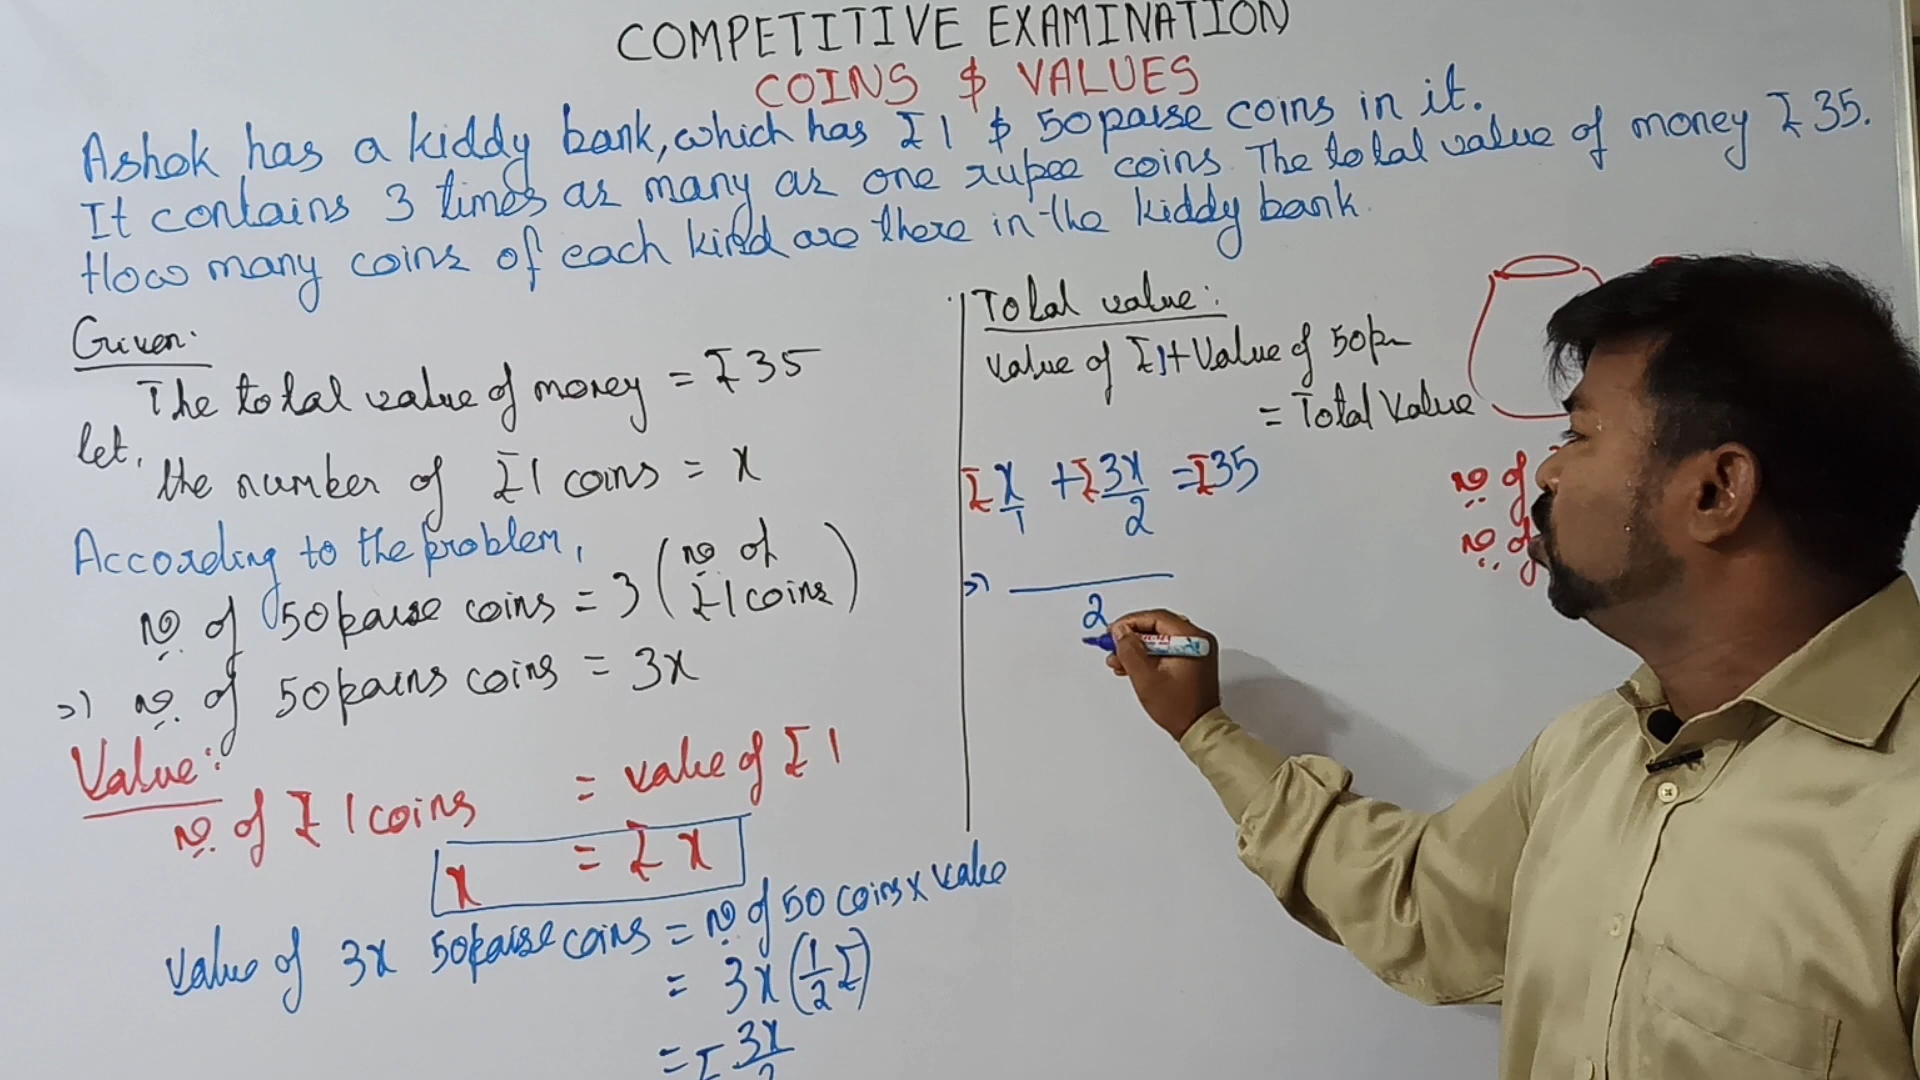 COMPETITIVE EXAMINATION
COINS & VALUES
Ashok has a kiddy bank, which has ₹1 & 50 paise coins in it.
It contains 3 times as many as one rupee coins. The total value of money ₹35.
How many coins of each kind are there in the kiddy bank.
Given:
The total value of money = ₹35
let,
the number of ₹1 coins = x
According to the problem,
No of 50 paise coins = 3 (No of ₹1 coins)
⇒) No. of 50 pains coins = 3x
Value:
No of ₹1 coins = value of ₹1
x = ₹x
value of 3x 50 paise coins = No of 50 coins x value
= 3x (1/2 ₹)
= ₹ 3x/2
Total value:
Value of ₹1 + Value of 50p
= Total Value
₹ x/1 + ₹ 3x/2 = ₹35
⇒) /2
No of
No of